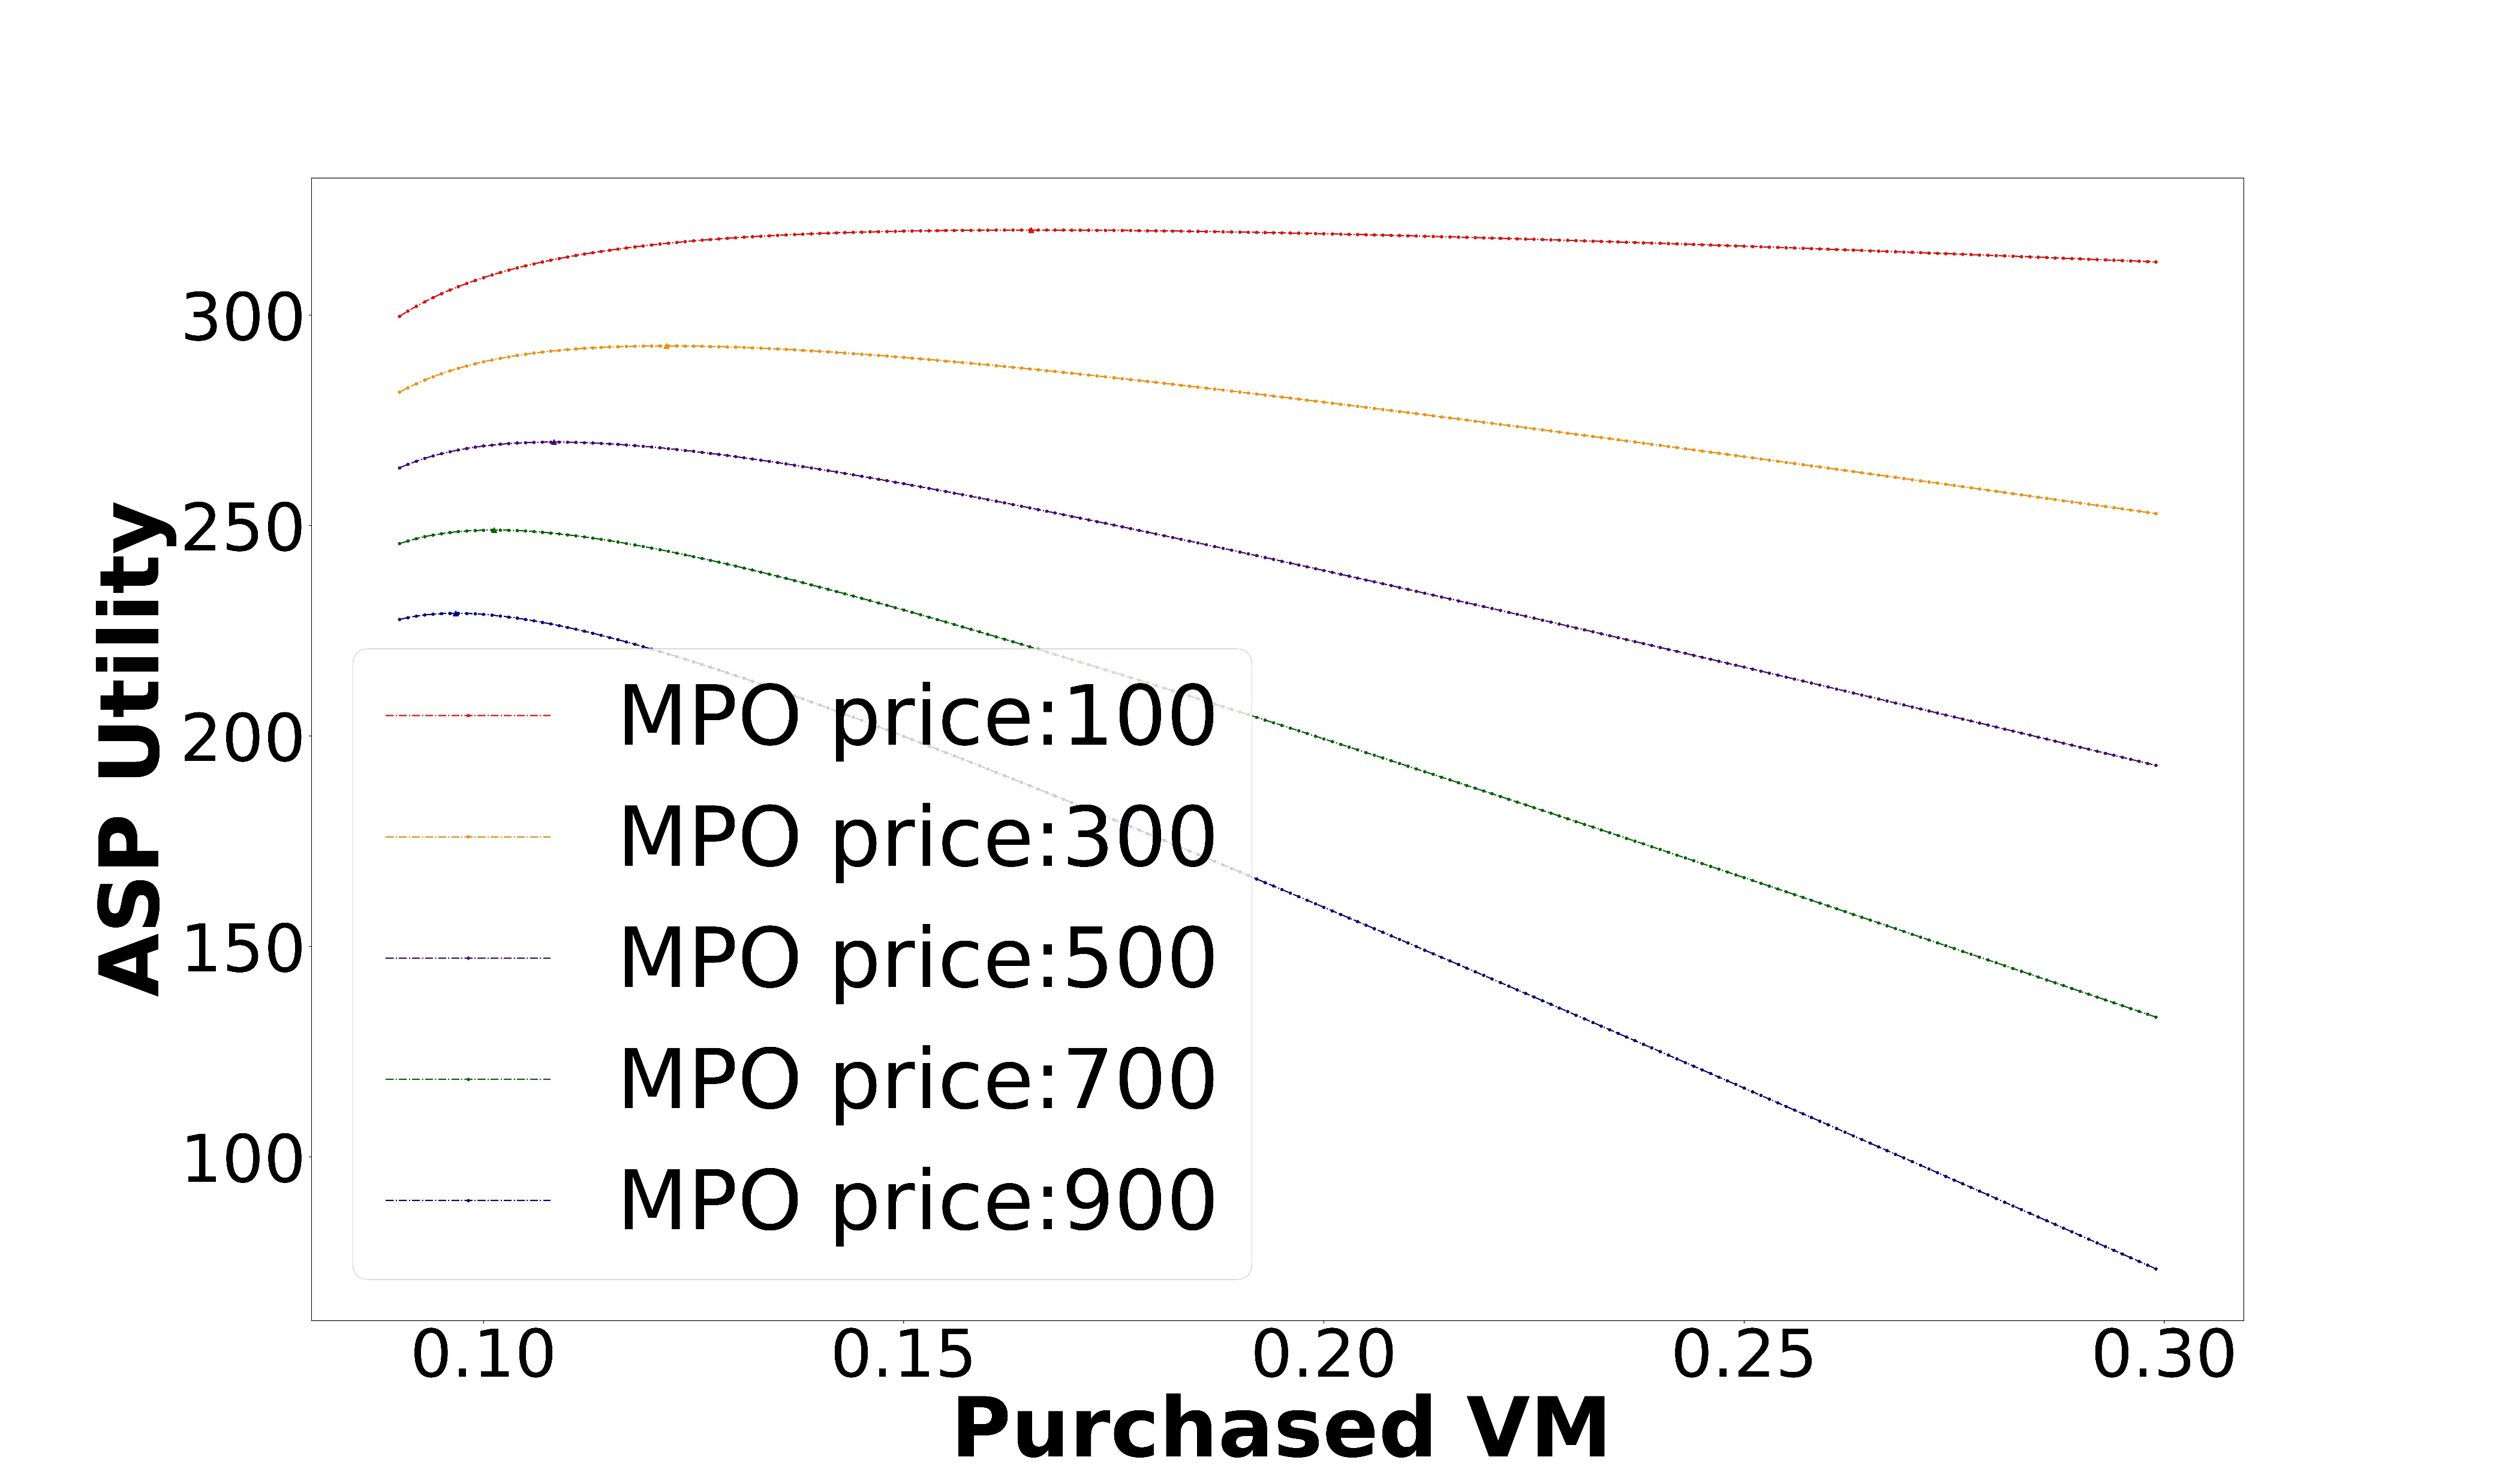 ASP Utility
300
250
200
150
100
MPO price:100
MPO price:300
MPO price:500
MPO price:700
MPO price:900
0.10 0.15 0.20 0.25 0.30
Purchased VM